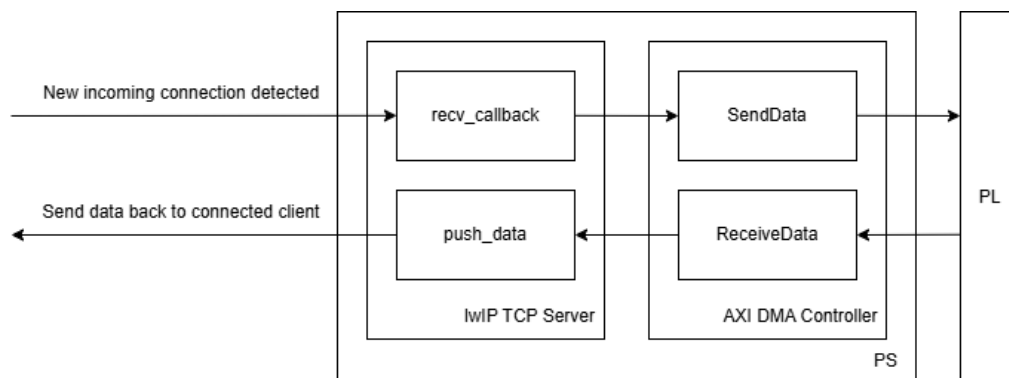 New incoming connection detected
recv_callback
SendData
PL
Send data back to connected client
push_data
ReceiveData
lwIP TCP Server
AXI DMA Controller
PS